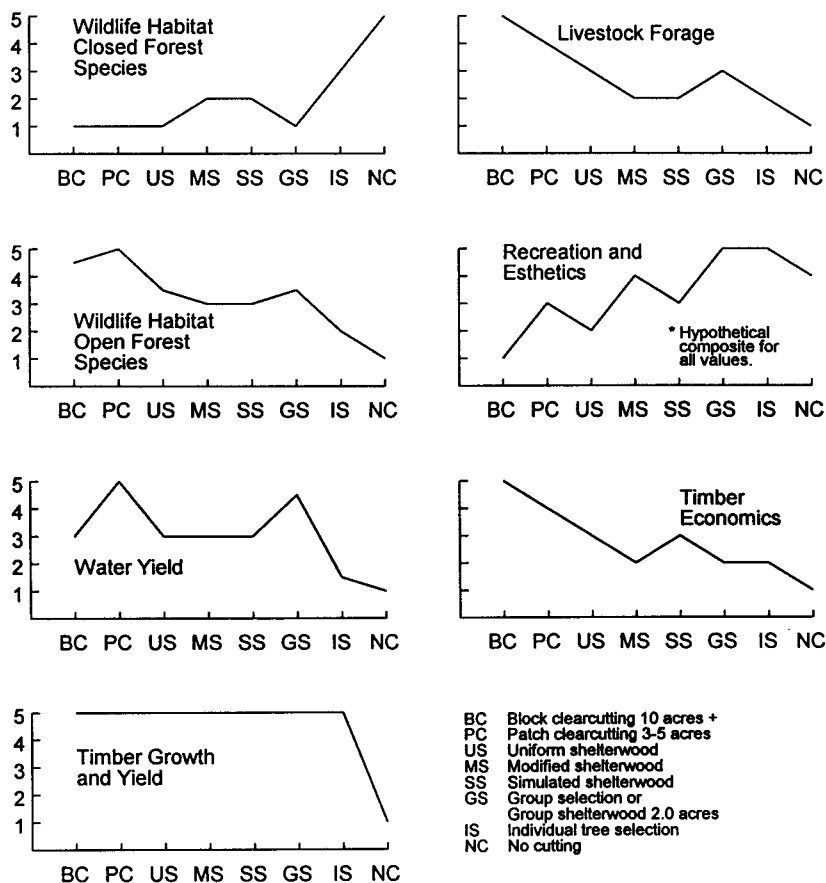 Wildlife Habitat
Closed Forest
Species
5
4
3
2
1
BC PC US MS SS GS IS NC
Livestock Forage
BC PC US MS SS GS IS NC
5
4
3
2
1
Wildlife Habitat
Open Forest
Species
BC PC US MS SS GS IS NC
Recreation and
Esthetics
* Hypothetical
composite for
all values.
BC PC US MS SS GS IS NC
5
4
3
2
1
Water Yield
BC PC US MS SS GS IS NC
Timber
Economics
BC PC US MS SS GS IS NC
5
4
3
2
1
Timber Growth
and Yield
BC PC US MS SS GS IS NC
BC Block clearcutting 10 acres +
PC Patch clearcutting 3-5 acres
US Uniform shelterwood
MS Modified shelterwood
SS Simulated shelterwood
GS Group selection or
Group shelterwood 2.0 acres
IS Individual tree selection
NC No cutting